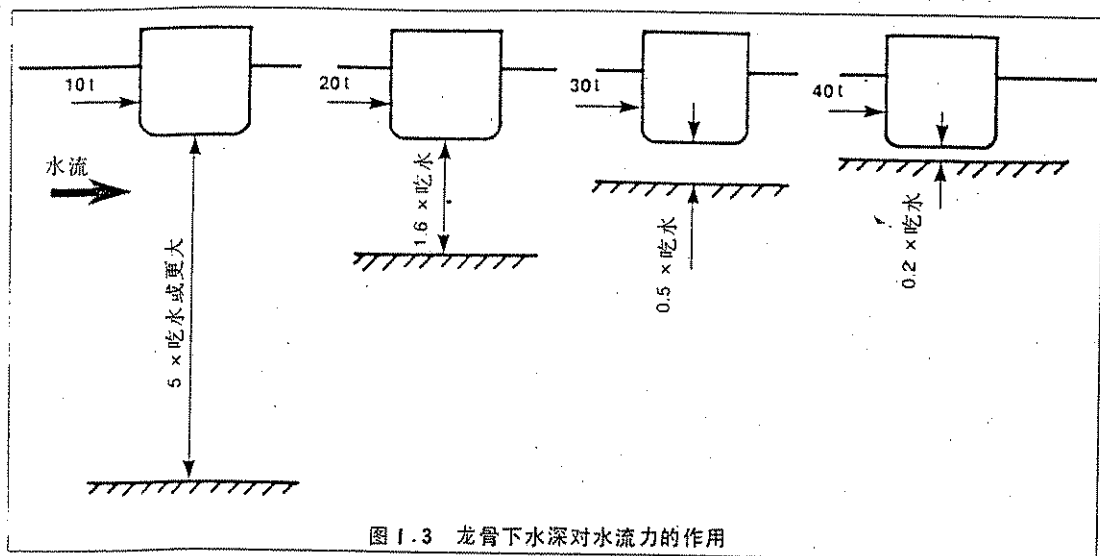 10t
20t
30t
40t
水流
5 ×吃水或更大
1.6 ×吃水
0.5 ×吃水
0.2 ×吃水
图 1.3 龙骨下水深对水流力的作用